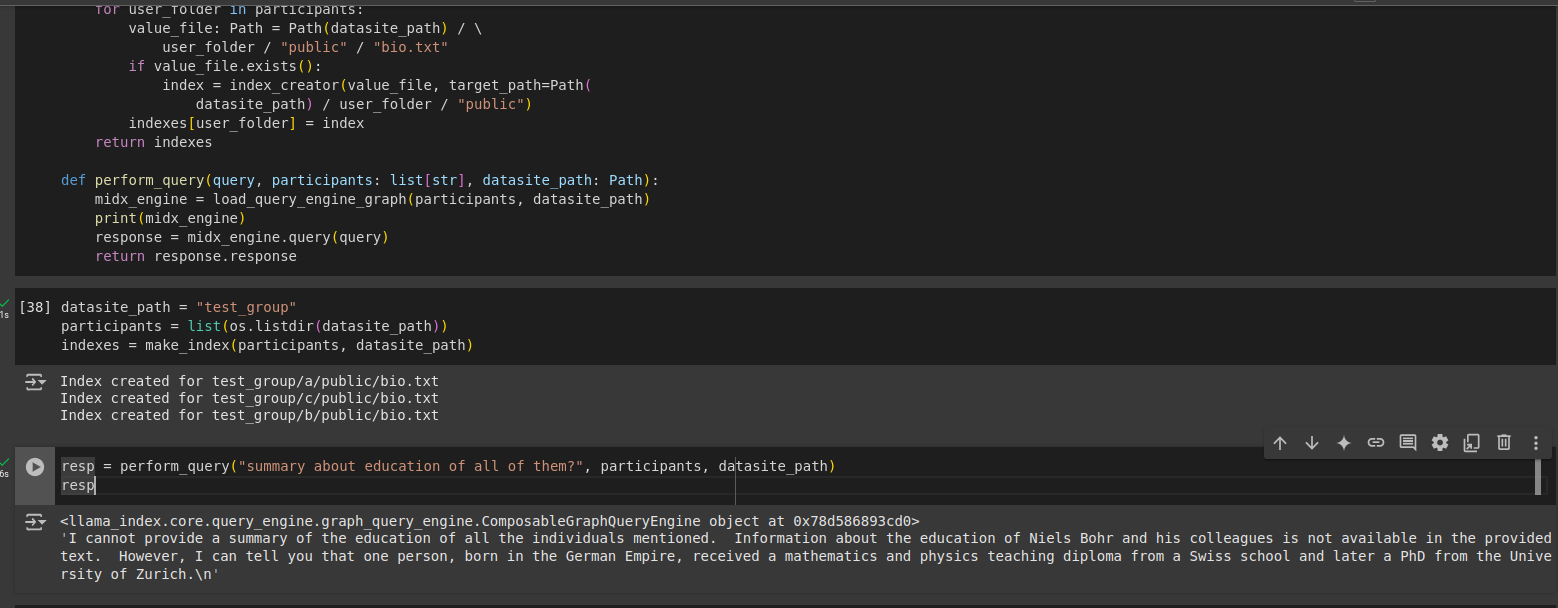 for user_folder in participants:
value_file: Path = Path(datasite_path) / \
user_folder / "public" / "bio.txt"
if value_file.exists():
index = index_creator(value_file, target_path=Path(
datasite_path) / user_folder / "public")
indexes[user_folder] = index
return indexes
def perform_query(query, participants: list[str], datasite_path: Path):
midx_engine = load_query_engine_graph(participants, datasite_path)
print(midx_engine)
response = midx_engine.query(query)
return response.response
[38] datasite_path = "test_group"
1s
participants = list(os.listdir(datasite_path))
indexes = make_index(participants, datasite_path)
Index created for test_group/a/public/bio.txt
Index created for test_group/c/public/bio.txt
Index created for test_group/b/public/bio.txt
resp = perform_query("summary about education of all of them?", participants, datasite_path)
6s
resp
<llama_index.core.query_engine.graph_query_engine.ComposableGraphQueryEngine object at 0x78d586893cd0>
'I cannot provide a summary of the education of all the individuals mentioned.  Information about the education of Niels Bohr and his colleagues is not available in the provided
text.  However, I can tell you that one person, born in the German Empire, received a mathematics and physics teaching diploma from a Swiss school and later a PhD from the Unive
rsity of Zurich.\n'